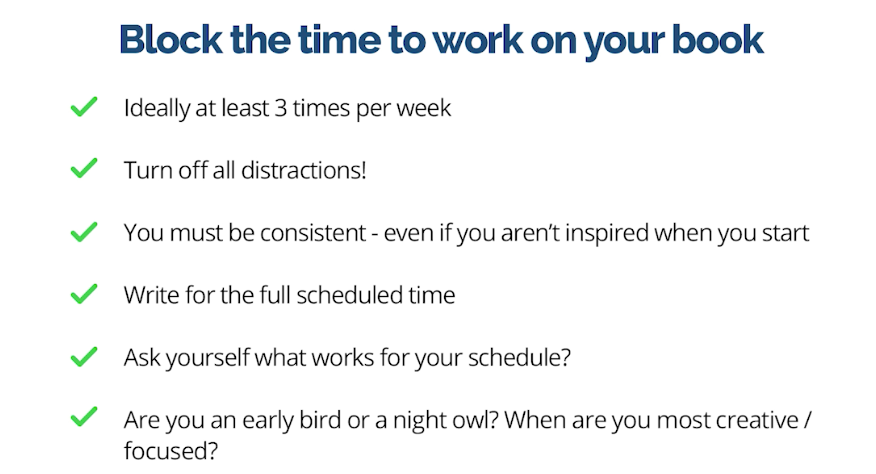 Block the time to work on your book
Ideally at least 3 times per week
Turn off all distractions!
You must be consistent - even if you aren’t inspired when you start
Write for the full scheduled time
Ask yourself what works for your schedule?
Are you an early bird or a night owl? When are you most creative /
focused?